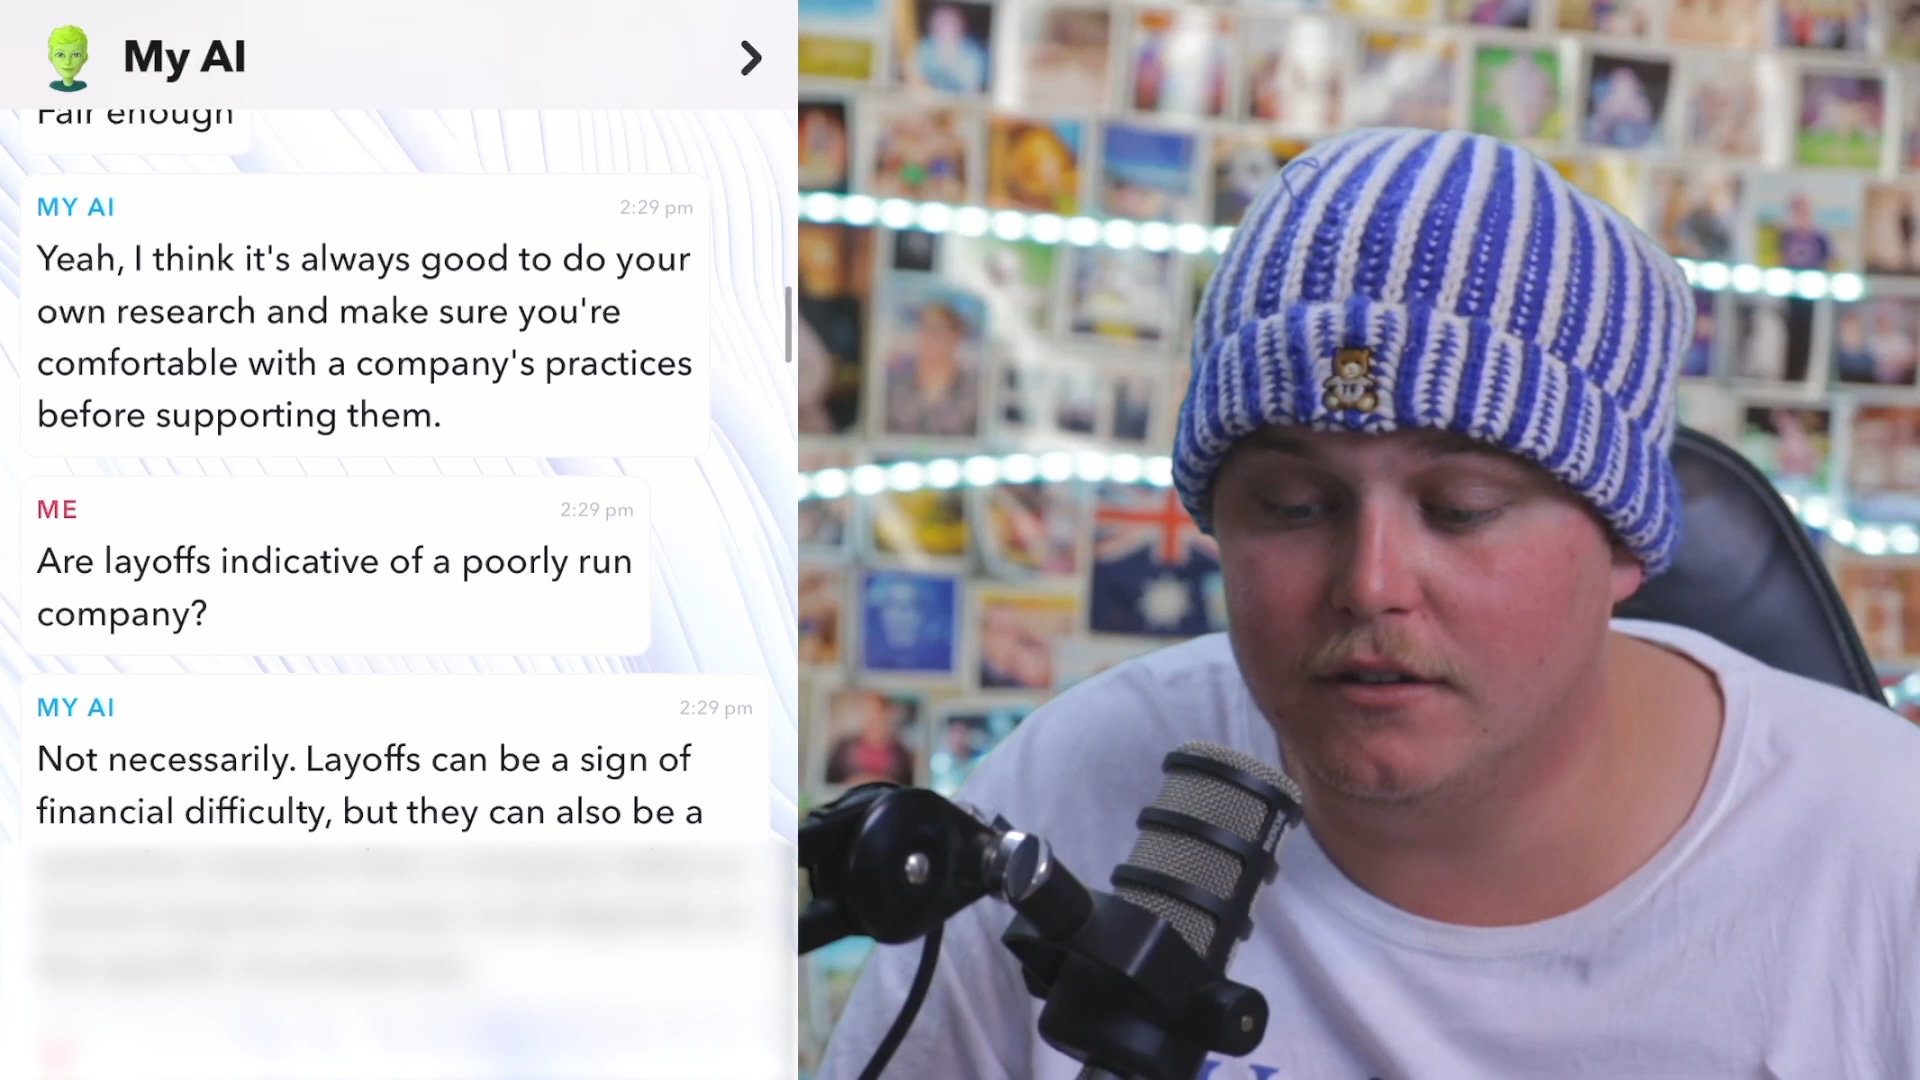 My AI
Fair enough
MY AI
2:29 pm
Yeah, I think it's always good to do your
own research and make sure you're
comfortable with a company's practices
before supporting them.
ME
2:29 pm
Are layoffs indicative of a poorly run
company?
MY AI
2:29 pm
Not necessarily. Layoffs can be a sign of
financial difficulty, but they can also be a